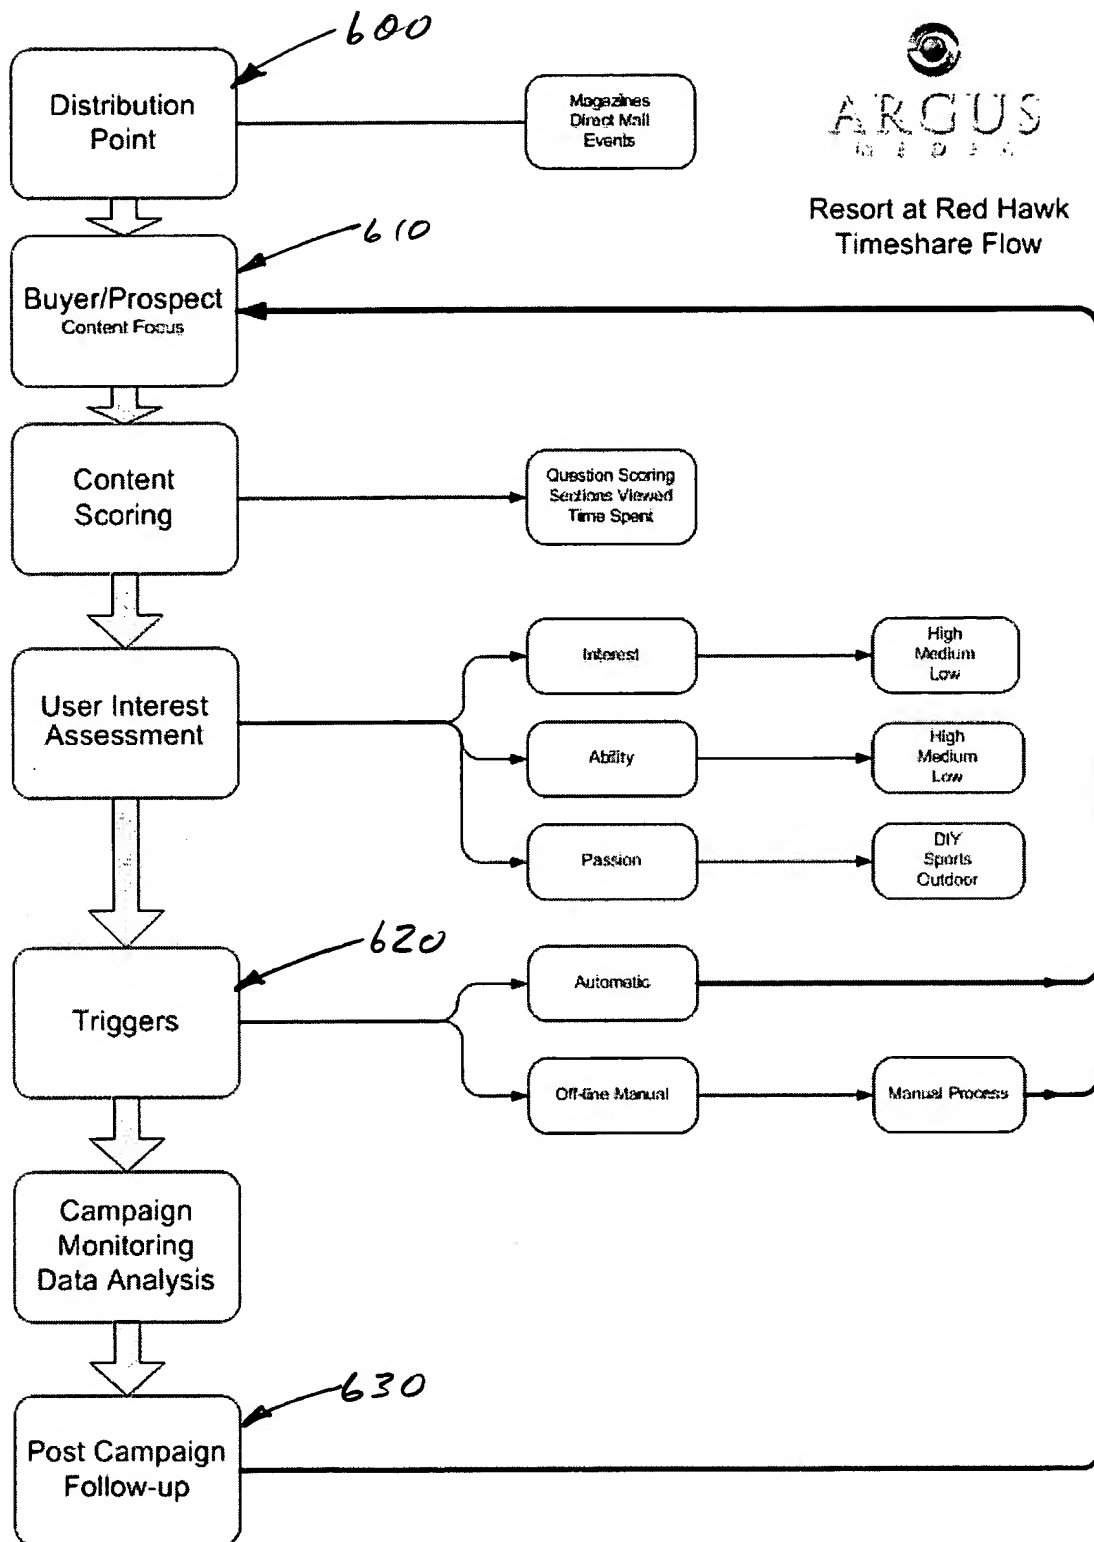 600
Distribution
Point
Magazines
Direct Mail
Events
ARGUS
MEDIA
Resort at Red Hawk
Timeshare Flow
610
Buyer/Prospect
Content Focus
Content
Scoring
Question Scoring
Sections Viewed
Time Spent
User Interest
Assessment
Interest
High
Medium
Low
Ability
High
Medium
Low
Passion
DIY
Sports
Outdoor
620
Triggers
Automatic
Off-line Manual
Manual Process
Campaign
Monitoring
Data Analysis
630
Post Campaign
Follow-up